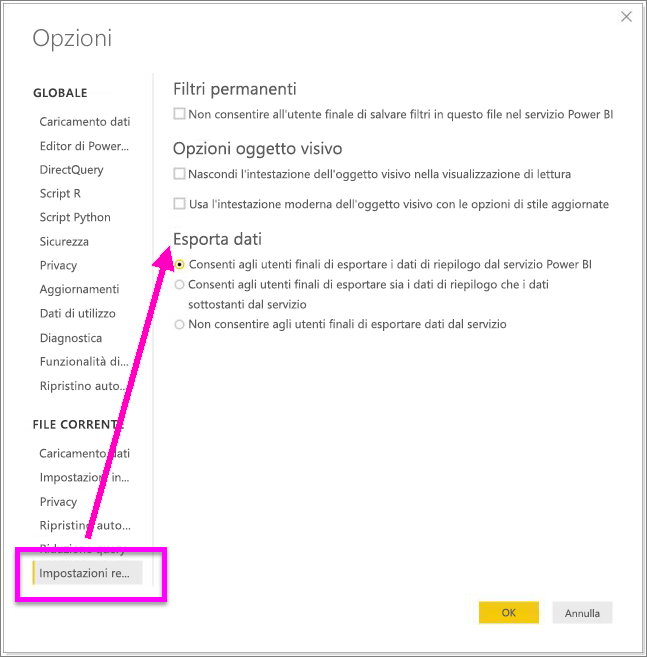 Opzioni
GLOBALE
Caricamento dati
Editor di Power...
DirectQuery
Script R
Script Python
Sicurezza
Privacy
Aggiornamenti
Dati di utilizzo
Diagnostica
Funzionalità di...
Ripristino auto...
FILE CORRENTE
Caricamento dati
Impostazioni in...
Privacy
Ripristino auto...
Riduzione query
Impostazioni re...
Filtri permanenti
Non consentire all'utente finale di salvare filtri in questo file nel servizio Power BI
Opzioni oggetto visivo
Nascondi l'intestazione dell'oggetto visivo nella visualizzazione di lettura
Usa l'intestazione moderna dell'oggetto visivo con le opzioni di stile aggiornate
Esporta dati
Consenti agli utenti finali di esportare i dati di riepilogo dal servizio Power BI
Consenti agli utenti finali di esportare sia i dati di riepilogo che i dati
sottostanti dal servizio
Non consentire agli utenti finali di esportare dati dal servizio
OK
Annulla